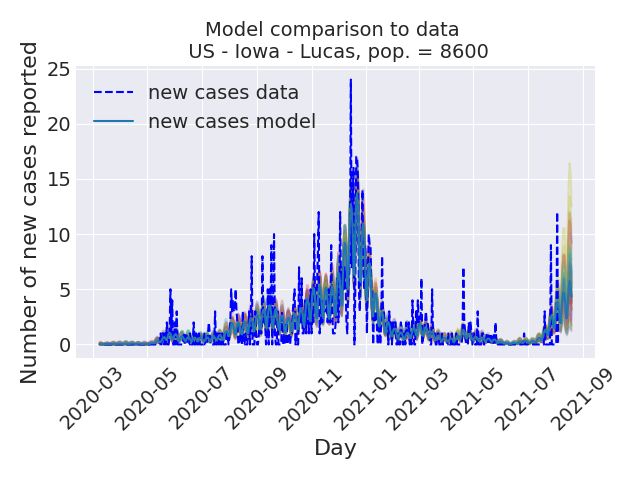 Model comparison to data
US - Iowa - Lucas, pop. = 8600
Number of new cases reported
25
20
15
10
5
0
new cases data
new cases model
2020-03
2020-05
2020-07
2020-09
2020-11
2021-01
2021-03
2021-05
2021-07
2021-09
Day